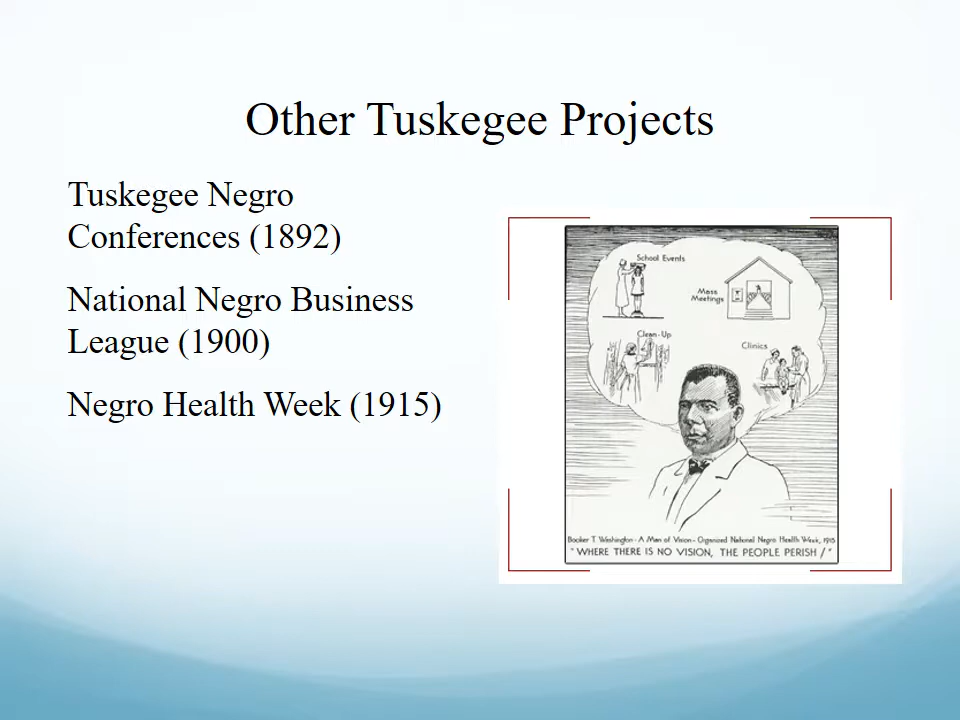 Other Tuskegee Projects
Tuskegee Negro
Conferences (1892)
National Negro Business
League (1900)
Negro Health Week (1915)
School Events
Mass
Meetings
Clean-Up
Clinics
Booker T. Washington - A Man of Vision - Organized National Negro Health Week, 1915
"WHERE THERE IS NO VISION, THE PEOPLE PERISH!"